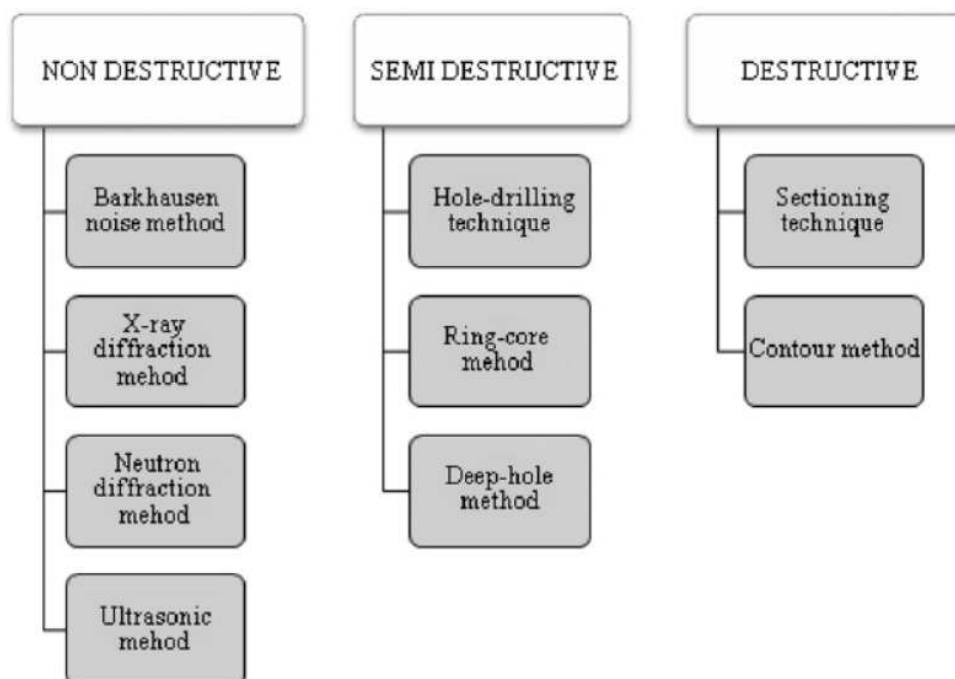 NON DESTRUCTIVE
Barkhausen
noise method
X-ray
diffraction
mehod
Neutron
diffraction
mehod
Ultrasonic
mehod
SEMI DESTRUCTIVE
Hole-drilling
technique
Ring-core
mehod
Deep-hole
method
DESTRUCTIVE
Sectioning
technique
Contour method